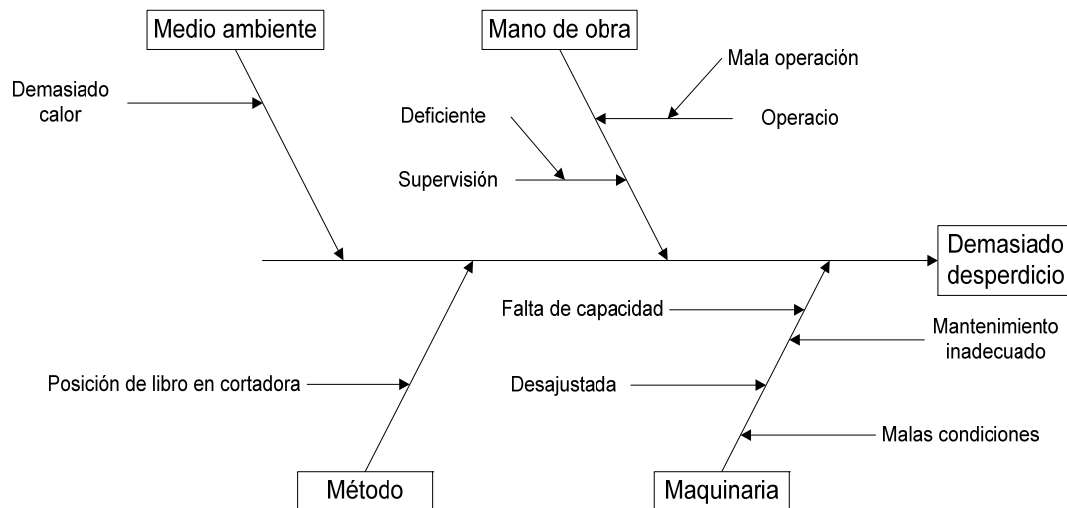 Medio ambiente
Mano de obra
Mala operación
Demasiado
calor
Deficiente
Operacio
Supervisión
Demasiado
desperdicio
Falta de capacidad
Mantenimiento
inadecuado
Posición de libro en cortadora
Desajustada
Malas condiciones
Método
Maquinaria